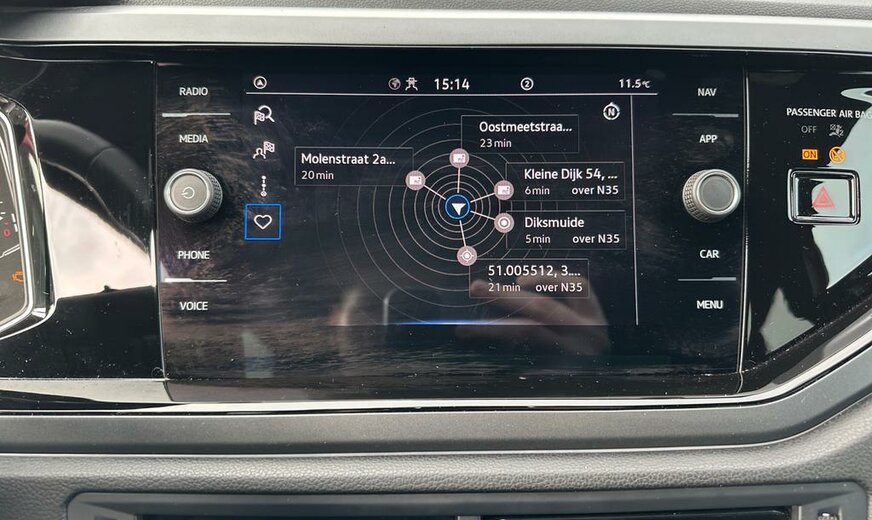 RADIO
MEDIA
PHONE
VOICE
15:14
2
11.5°C
N
Oostmeetstraa...
23 min
Molenstraat 2a...
20 min
Kleine Dijk 54, ...
6 min over N35
Diksmuide
5 min over N35
51.005512, 3....
21 min over N35
NAV
APP
CAR
MENU
PASSENGER AIR BAG
OFF
ON
0